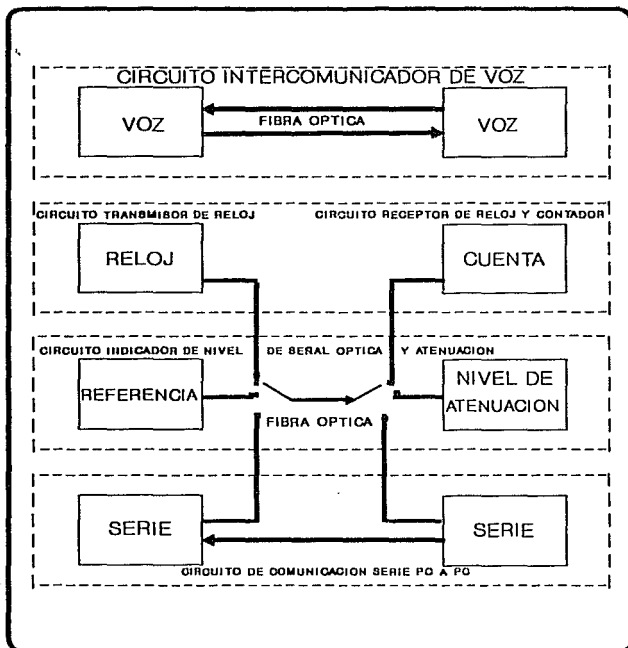 CIRCUITO INTERCOMUNICADOR DE VOZ
VOZ
FIBRA OPTICA
VOZ
CIRCUITO TRANSMISOR DE RELOJ
CIRCUITO RECEPTOR DE RELOJ Y CONTADOR
RELOJ
CUENTA
CIRCUITO INDICADOR DE NIVEL DE SEÑAL OPTICA Y ATENUACION
REFERENCIA
NIVEL DE
ATENUACION
FIBRA OPTICA
SERIE
SERIE
CIRCUITO DE COMUNICACION SERIE PC A PC